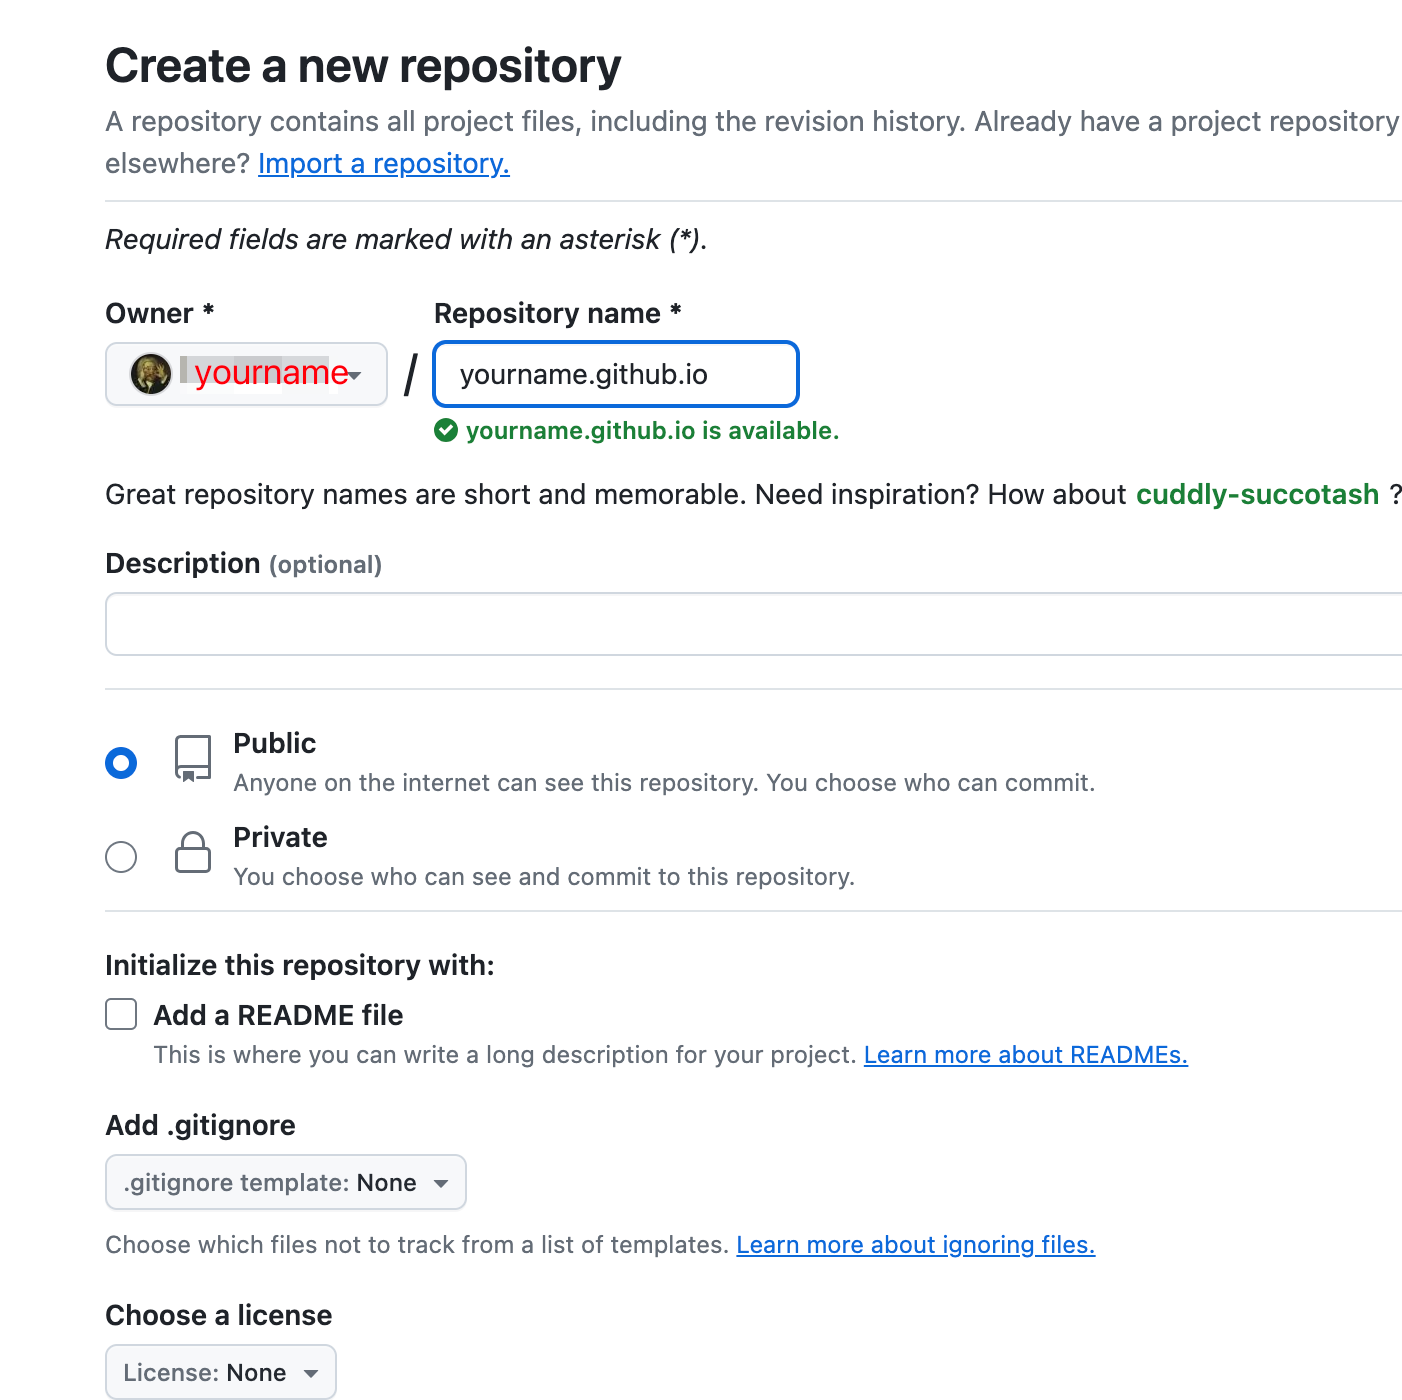 Create a new repository
A repository contains all project files, including the revision history. Already have a project repository
elsewhere? Import a repository.
Required fields are marked with an asterisk (*).
Owner * Repository name *
yourname / yourname.github.io
yourname.github.io is available.
Great repository names are short and memorable. Need inspiration? How about cuddly-succotash ?
Description (optional)
Public
Anyone on the internet can see this repository. You choose who can commit.
Private
You choose who can see and commit to this repository.
Initialize this repository with:
Add a README file
This is where you can write a long description for your project. Learn more about READMEs.
Add .gitignore
.gitignore template: None
Choose which files not to track from a list of templates. Learn more about ignoring files.
Choose a license
License: None